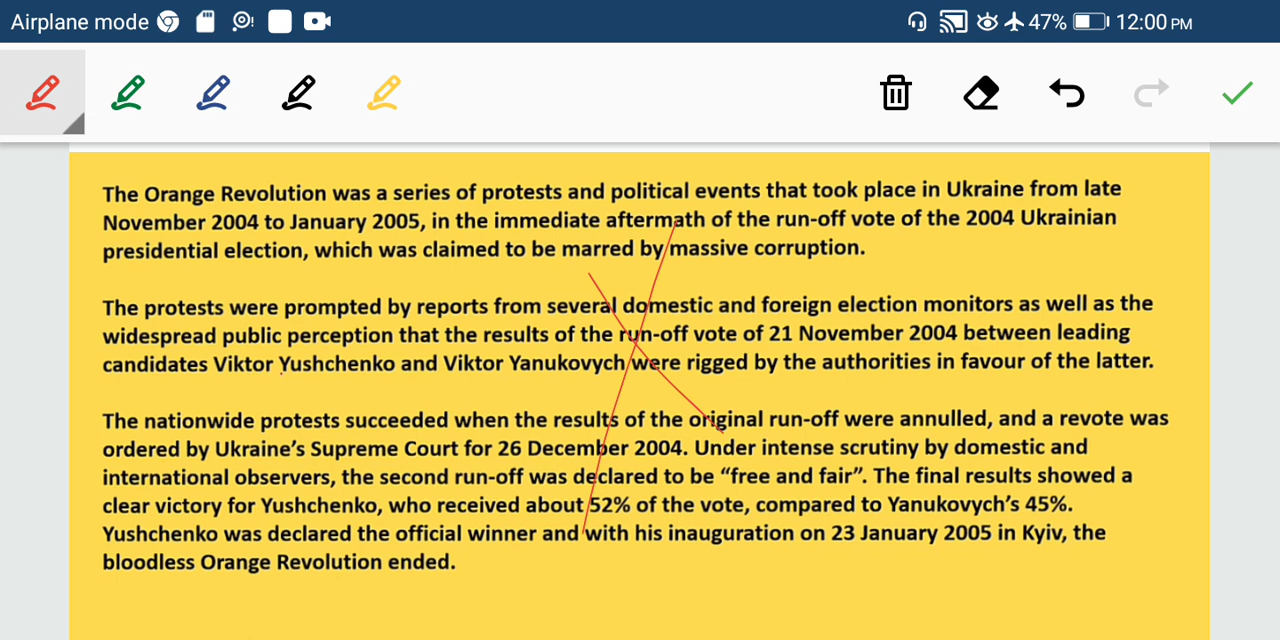 Airplane mode 47% 12:00 PM
The Orange Revolution was a series of protests and political events that took place in Ukraine from late
November 2004 to January 2005, in the immediate aftermath of the run-off vote of the 2004 Ukrainian
presidential election, which was claimed to be marred by massive corruption.
The protests were prompted by reports from several domestic and foreign election monitors as well as the
widespread public perception that the results of the run-off vote of 21 November 2004 between leading
candidates Viktor Yushchenko and Viktor Yanukovych were rigged by the authorities in favour of the latter.
The nationwide protests succeeded when the results of the original run-off were annulled, and a revote was
ordered by Ukraine’s Supreme Court for 26 December 2004. Under intense scrutiny by domestic and
international observers, the second run-off was declared to be “free and fair”. The final results showed a
clear victory for Yushchenko, who received about 52% of the vote, compared to Yanukovych’s 45%.
Yushchenko was declared the official winner and with his inauguration on 23 January 2005 in Kyiv, the
bloodless Orange Revolution ended.